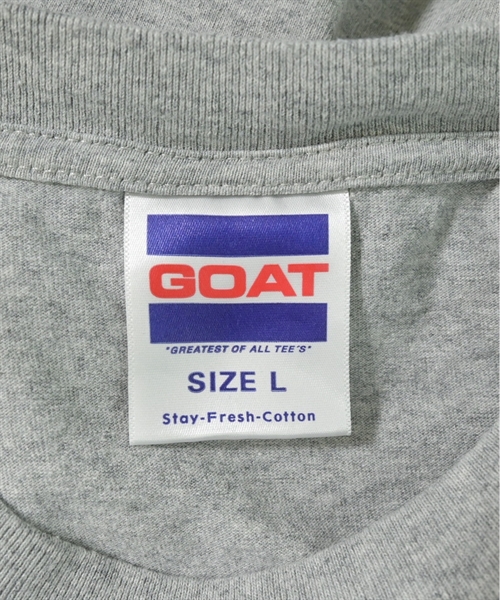 GOAT
"GREATEST OF ALL TEE'S"
SIZE L
Stay-Fresh-Cotton